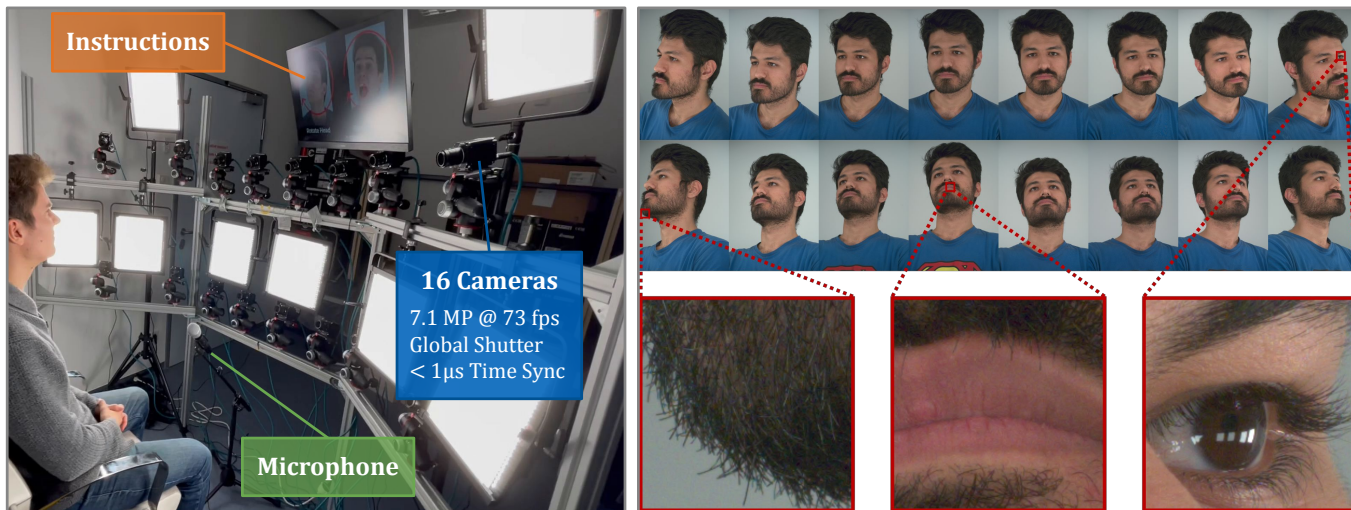 Instructions
16 Cameras
7.1 MP @ 73 fps
Global Shutter
< 1μs Time Sync
Microphone